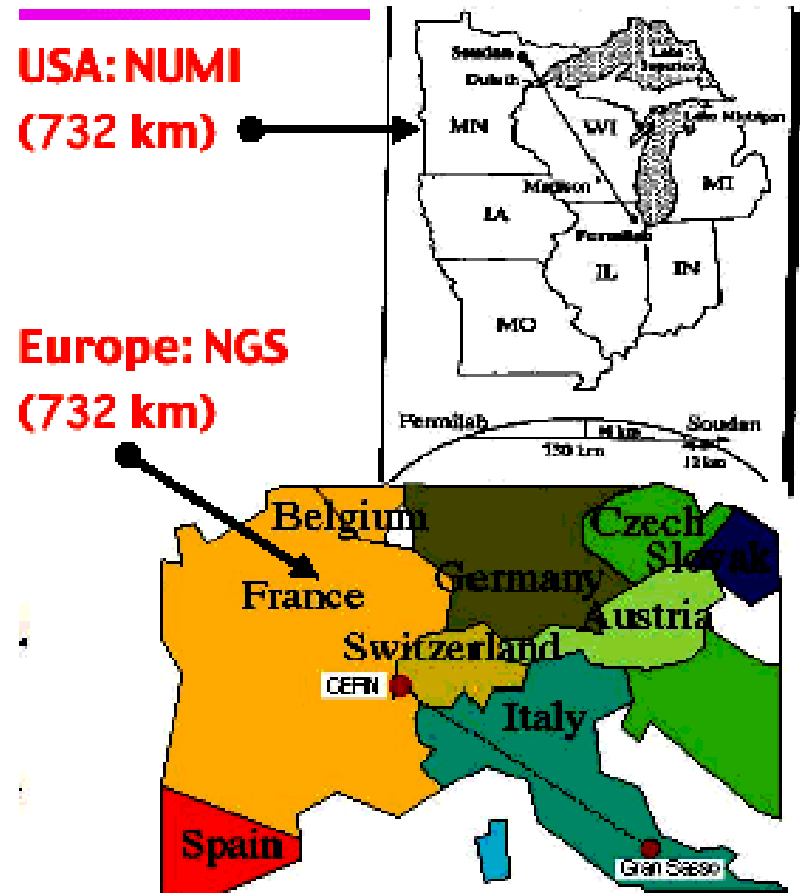 USA: NUMI
(732 km)
Soudan
Duluth
Lake
Superior
MN
WI
Lake Michigan
Madison
MI
IA
Fermilab
IL
IN
MO
Europe: NGS
(732 km)
Fermilab
Soudan
730 km
12 km
Belgium
Czech
Slovak
Germany
France
Austria
Switzerland
CERN
Italy
Spain
Gran Sasso